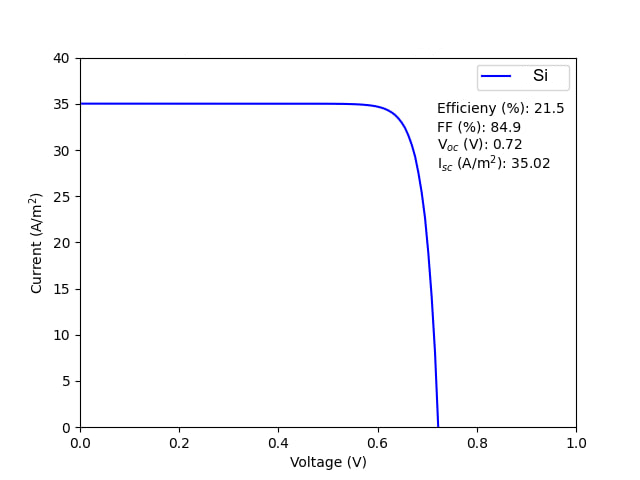 Si
Efficieny (%): 21.5
FF (%): 84.9
Voc (V): 0.72
Isc (A/m²): 35.02
Current (A/m²)
40
35
30
25
20
15
10
5
0
0.0 0.2 0.4 0.6 0.8 1.0
Voltage (V)